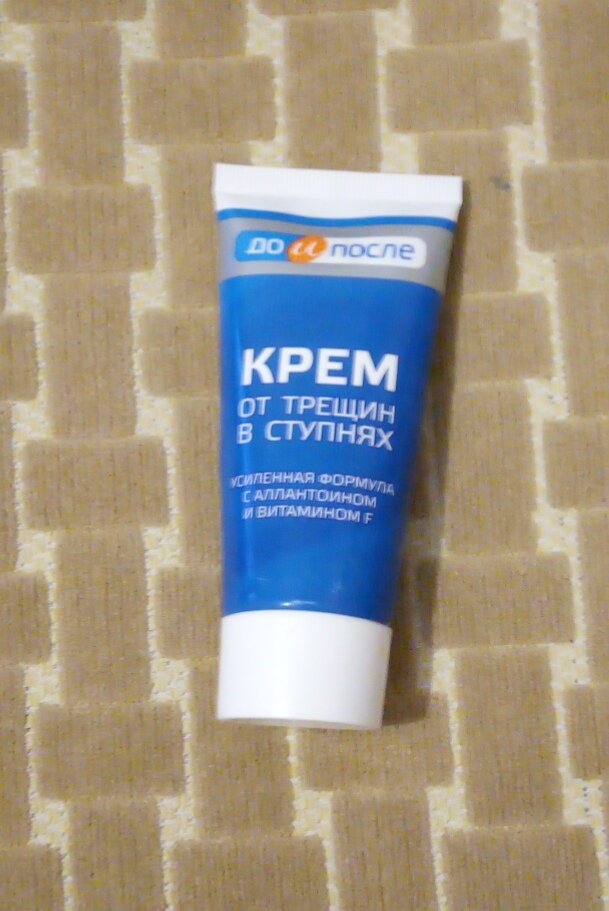 до и после
КРЕМ
ОТ ТРЕЩИН
В СТУПНЯХ
УСИЛЕННАЯ ФОРМУЛА
С АЛЛАНТОИНОМ
И ВИТАМИНОМ F